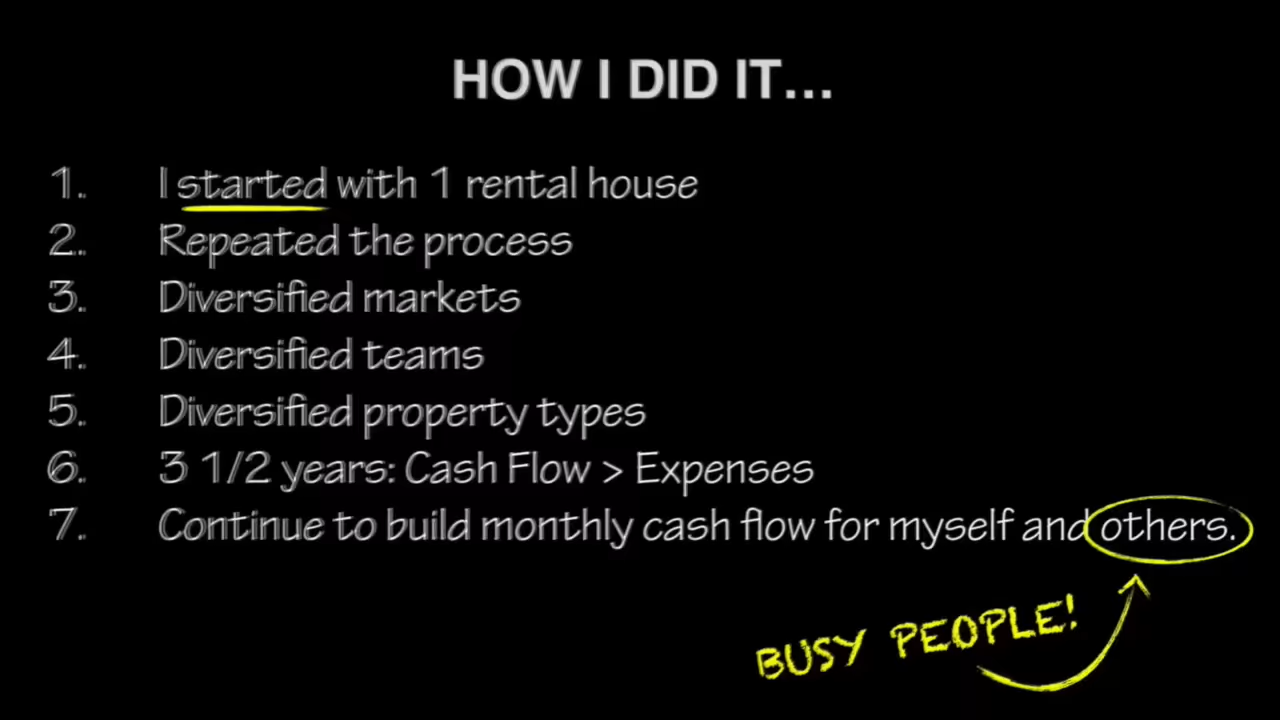 HOW I DID IT...
1. I started with 1 rental house
2. Repeated the process
3. Diversified markets
4. Diversified teams
5. Diversified property types
6. 3 1/2 years: Cash Flow > Expenses
7. Continue to build monthly cash flow for myself and others.
BUSY PEOPLE!